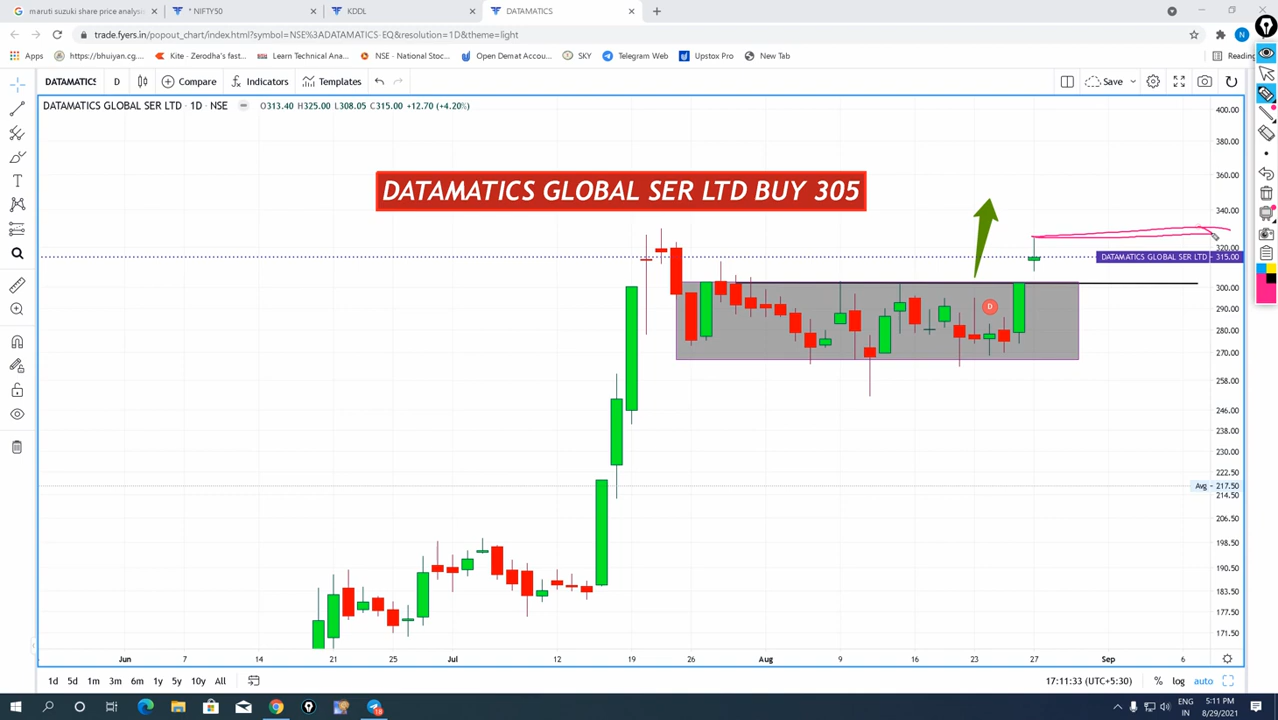 maruti suzuki share price analysis
* NIFTY50
KDDL
DATAMATICS
trade.fyers.in/popout_chart/index.html?symbol=NSE%3ADATAMATICS-EQ&resolution=1D&theme=light
N
Apps
https://bhuiyan.cg....
Kite - Zerodha's fast...
Learn Technical Ana...
NSE - National Stoc...
Open Demat Accou...
SKY
Telegram Web
Upstox Pro
New Tab
Reading
DATAMATICS
D
Compare
Indicators
Templates
Save
DATAMATICS GLOBAL SER LTD · 1D · NSE
O313.40 H325.00 L308.05 C315.00 +12.70 (+4.20%)
DATAMATICS GLOBAL SER LTD BUY 305
400.00
380.00
360.00
340.00
320.00
DATAMATICS GLOBAL SER LTD
315.00
300.00
290.00
280.00
270.00
258.00
246.00
238.00
230.00
222.50
Avg
217.50
214.50
206.50
198.50
190.50
183.50
177.50
171.50
D
Jun
7
14
21
25
Jul
12
19
26
Aug
9
16
23
27
Sep
6
1d
5d
1m
3m
6m
1y
5y
10y
All
17:11:33 (UTC+5:30)
%
log
auto
18
ENG
IN
5:11 PM
8/29/2021